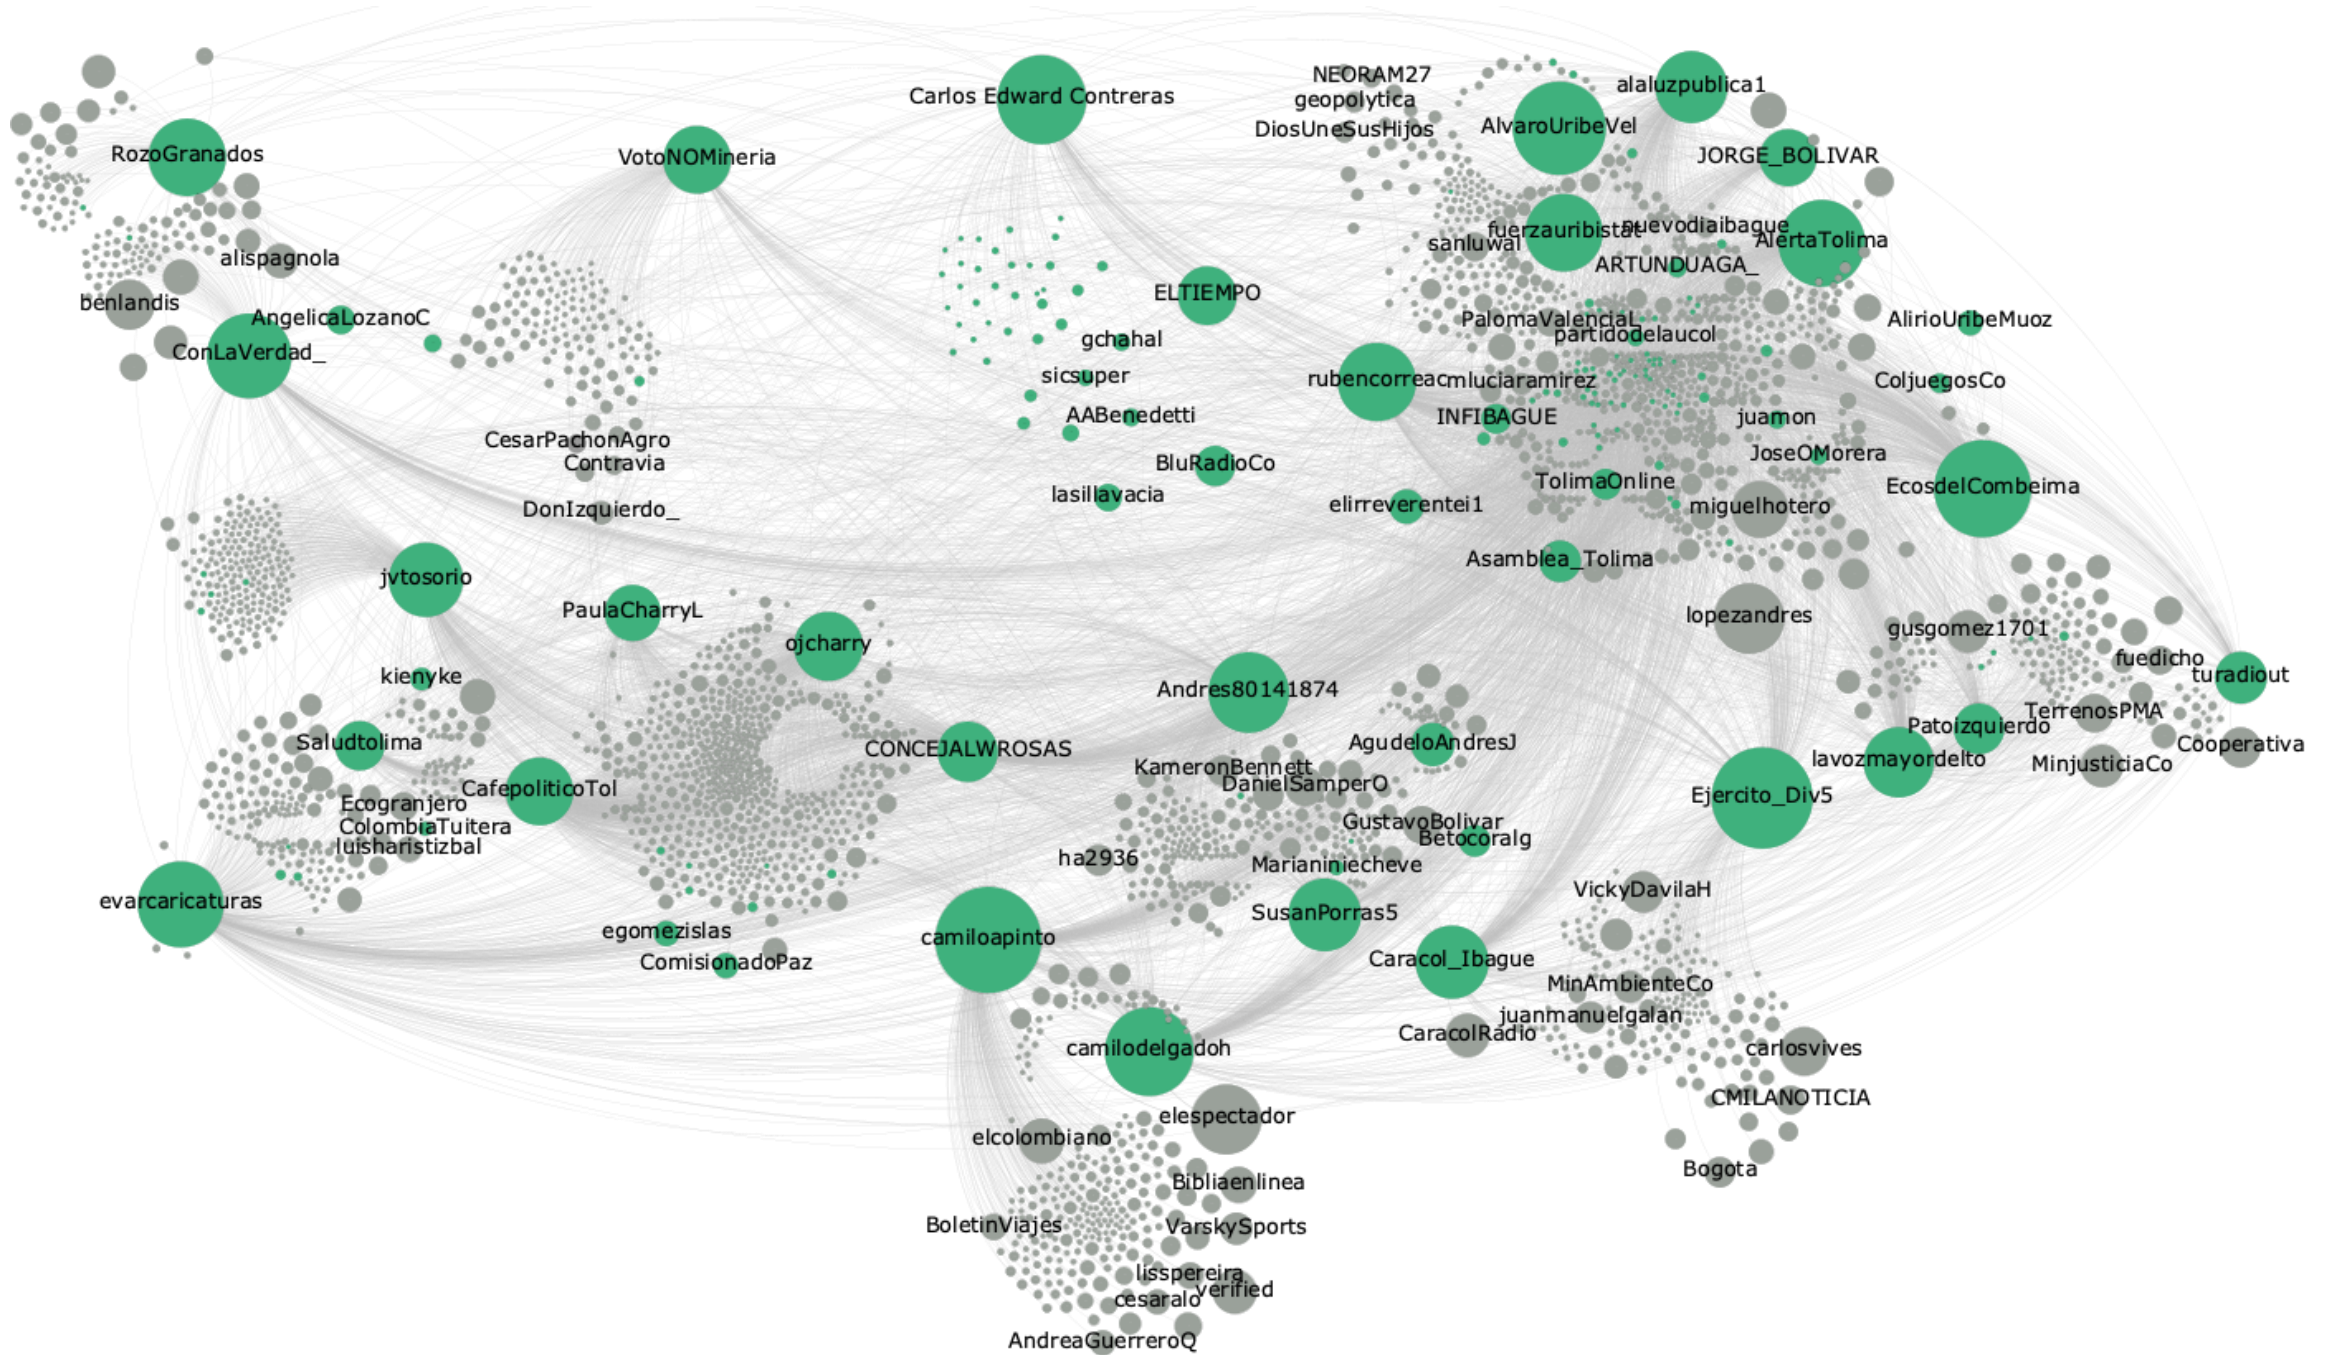 NEORAM27
alaluzpublica1
Carlos Edward Contreras
geopolytica
AlvaroUribeVel
DiosUneSusHijos
RozoGranados
VotoNOMineria
JORGE_BOLIVAR
fuerzauribistat
nuevodiaibague
sanluwal
AlertaTolima
alispagnola
ARTUNDUAGA_
ELTIEMPO
benlandis
AngelicaLozanoC
PalomaValenciaL
partidodelaucol
AlirioUribeMuoz
gchahal
ConLaVerdad_
sicsuper
rubencorreac
mluciaramirez
ColjuegosCo
AABenedetti
INFIBAGUE
juamon
CesarPachonAgro
Contravia
BluRadioCo
JoseOMorera
TolimaOnline
EcosdelCombeima
lasillavacia
elirreverentei1
miguelhotero
DonIzquierdo_
Asamblea_Tolima
jvtosorio
PaulaCharryL
lopezandres
ojcharry
gusgomez1701
fuedicho
kienyke
turadiout
Andres80141874
TerrenosPMA
Saludtolima
CONCEJALWROSAS
AgudeloAndresJ
Patoizquierdo
Cooperativa
KameronBennett
lavozmayordelto
MinjusticiaCo
DanielSamperO
CafepoliticoTol
Ejercito_Div5
Ecogranjero
GustavoBolivar
ColombiaTuitera
Betocoralg
luisharistizbal
ha2936
Marianiniecheve
VickyDavilaH
evarcaricaturas
SusanPorras5
egomezislas
camiloapinto
ComisionadoPaz
Caracol_Ibague
MinAmbienteCo
juanmanuelgalan
CaracolRadio
camilodelgadoh
carlosvives
CMILANOTICIA
elespectador
elcolombiano
Bogota
Bibliaenlinea
BoletinViajes
VarskySports
lisspereira
verified
cesaralo
AndreaGuerreroQ